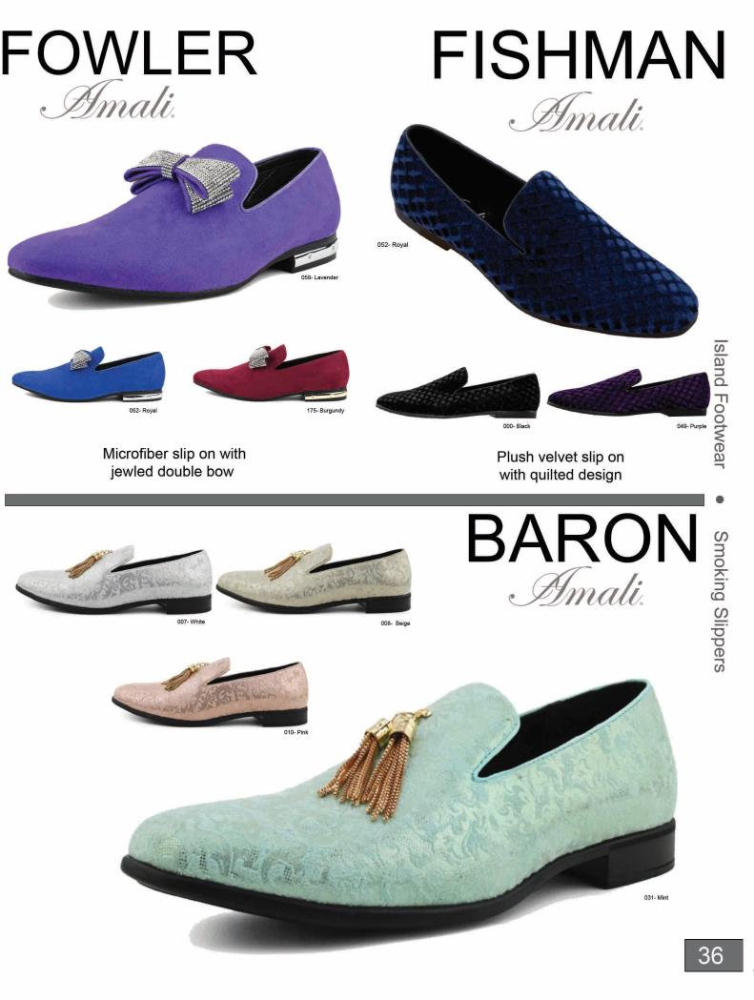 FOWLER
Amali
FISHMAN
Amali
058- Lavender
052- Royal
052- Royal
175- Burgundy
000- Black
049- Purple
Microfiber slip on with
jewled double bow
Plush velvet slip on
with quilted design
Island Footwear • Smoking Slippers
BARON
Amali
007- White
008- Beige
010- Pink
031- Mint
36